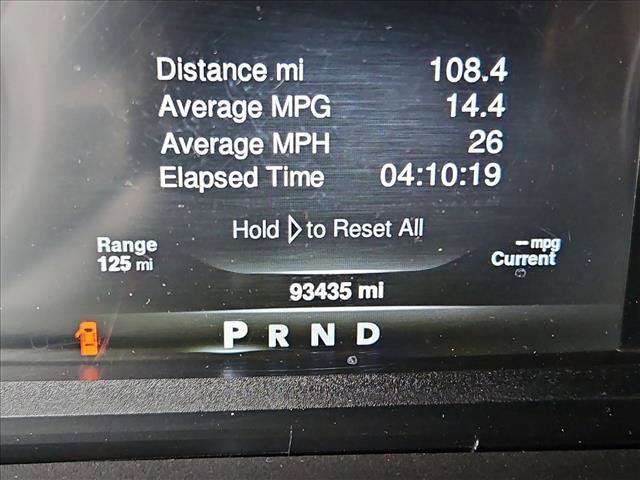 Distance mi 108.4
Average MPG 14.4
Average MPH 26
Elapsed Time 04:10:19
Hold ▷ to Reset All
Range -- mpg
125 mi Current
93435 mi
P R N D